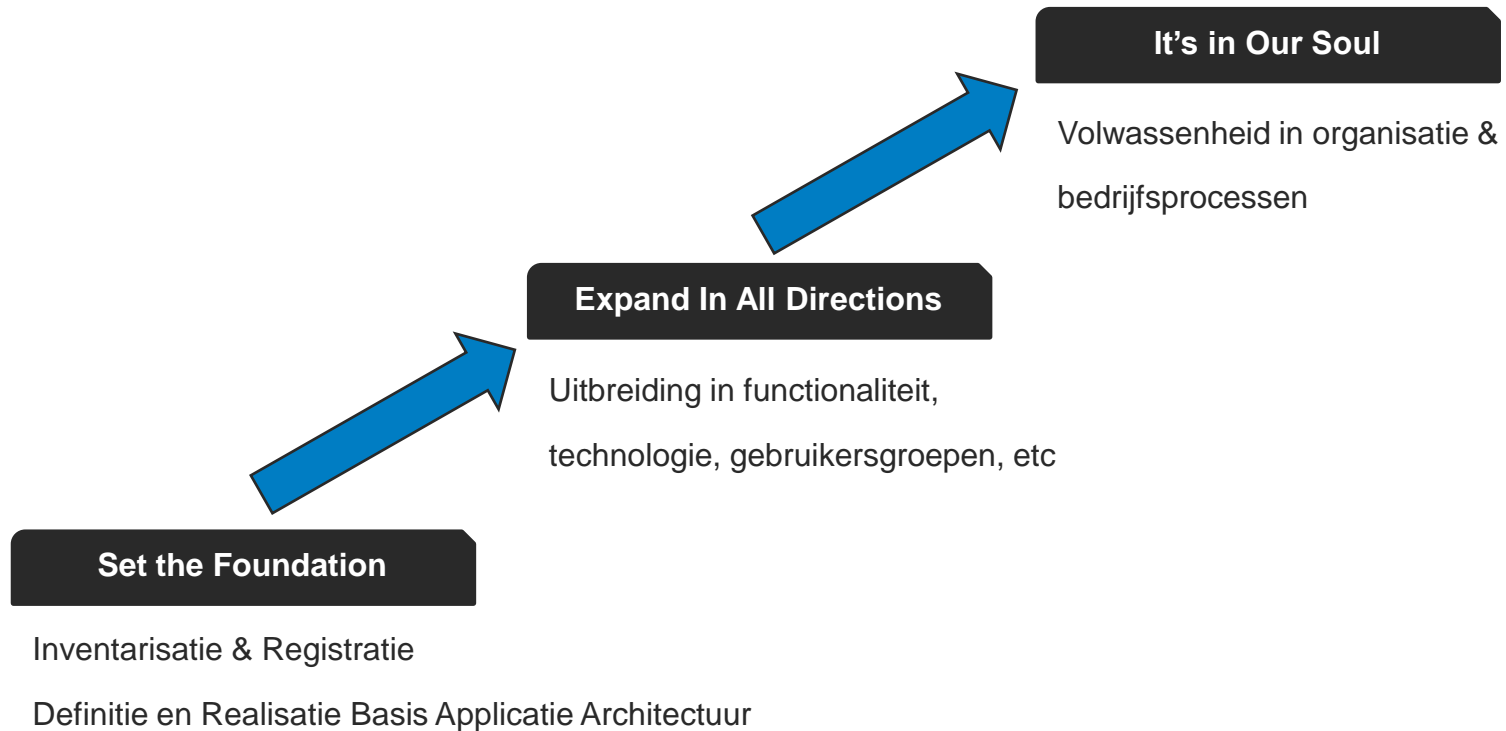 It’s in Our Soul
Volwassenheid in organisatie &
bedrijfsprocessen
Expand In All Directions
Uitbreiding in functionaliteit,
technologie, gebruikersgroepen, etc
Set the Foundation
Inventarisatie & Registratie
Definitie en Realisatie Basis Applicatie Architectuur